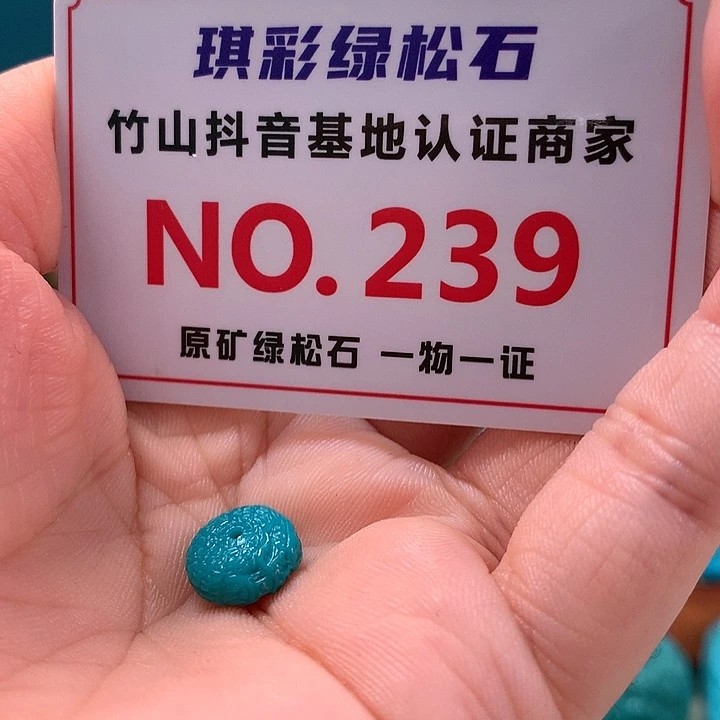 琪彩绿松石
竹山抖音基地认证商家
NO. 239
原矿绿松石 一物一证